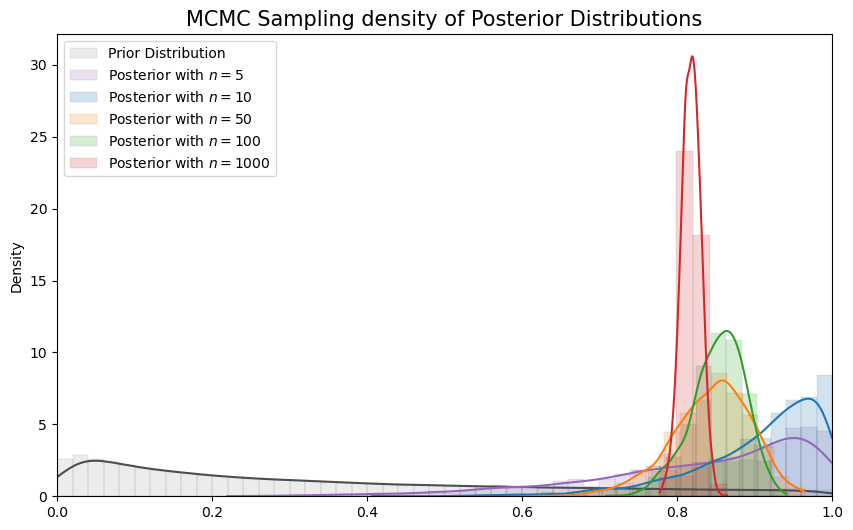 MCMC Sampling density of Posterior Distributions
Prior Distribution
Posterior with n = 5
Posterior with n = 10
Posterior with n = 50
Posterior with n = 100
Posterior with n = 1000
Density
30
25
20
15
10
5
0
0.0 0.2 0.4 0.6 0.8 1.0